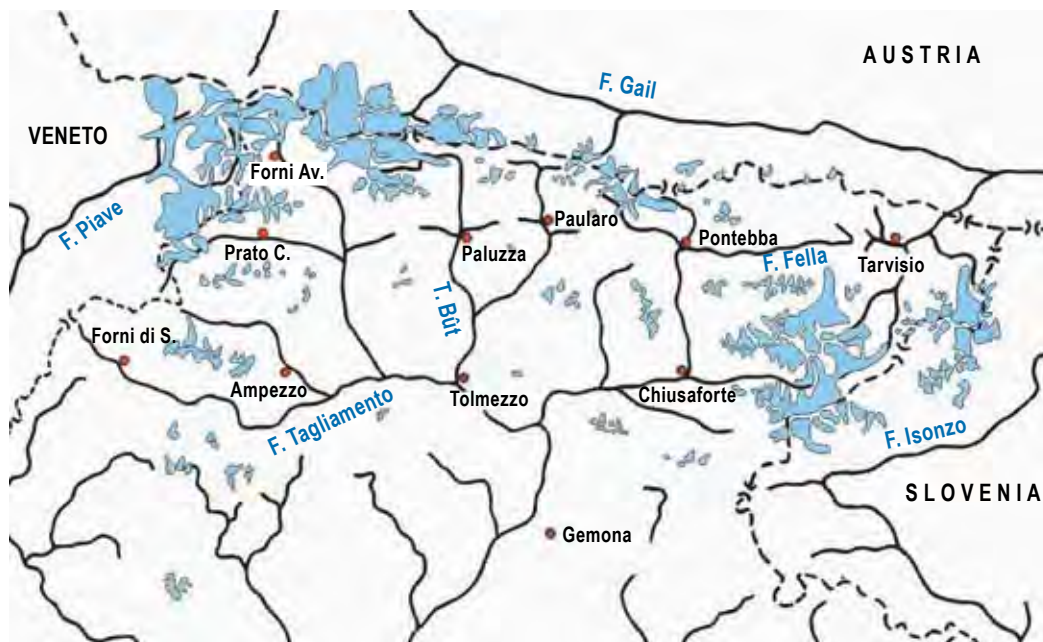 AUSTRIA
F. Gail
VENETO
Forni Av.
F. Piave
Paularo
Prato C.
Paluzza
Pontebba
F. Fella
Tarvisio
T. Bût
Forni di S.
Ampezzo
Tolmezzo
Chiusaforte
F. Tagliamento
F. Isonzo
SLOVENIA
Gemona